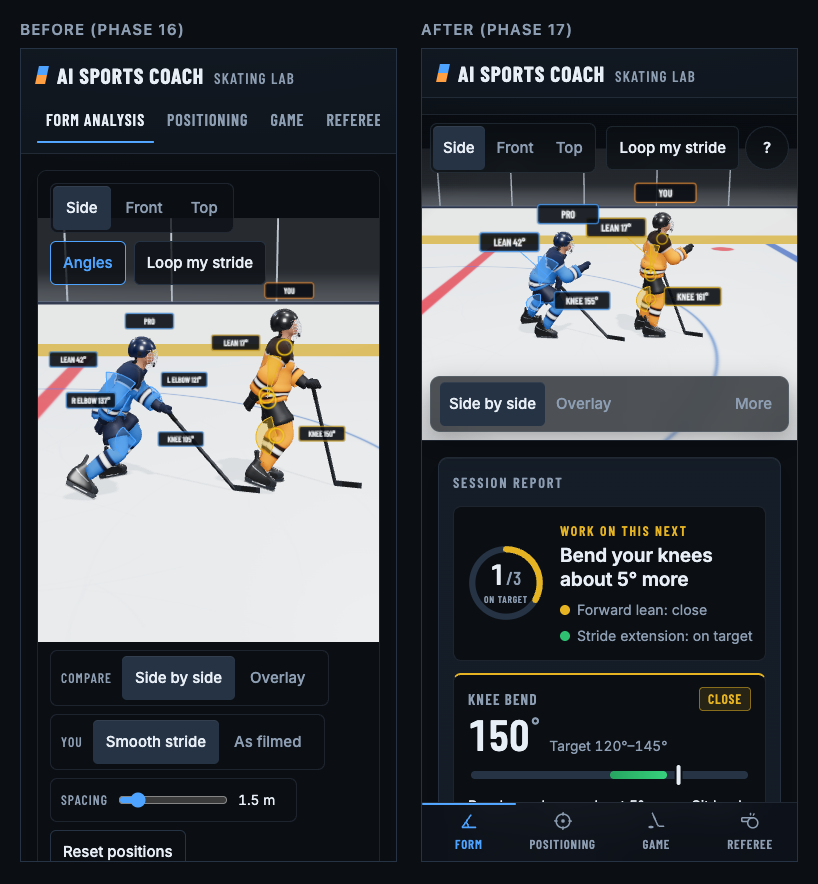 BEFORE (PHASE 16)
AI SPORTS COACH SKATING LAB
FORM ANALYSIS POSITIONING GAME REFEREE
Side Front Top
Angles Loop my stride
YOU
PRO
LEAN 17°
LEAN 42°
L ELBOW 121°
R ELBOW 137°
KNEE 105°
KNEE 150°
COMPARE Side by side Overlay
YOU Smooth stride As filmed
SPACING 1.5 m
Reset positions
AFTER (PHASE 17)
AI SPORTS COACH SKATING LAB
Side Front Top Loop my stride ?
YOU
PRO
LEAN 17°
LEAN 42°
KNEE 155°
KNEE 161°
Side by side Overlay More
SESSION REPORT
1/3
ON TARGET
WORK ON THIS NEXT
Bend your knees
about 5° more
Forward lean: close
Stride extension: on target
KNEE BEND CLOSE
150° Target 120°–145°
FORM POSITIONING GAME REFEREE